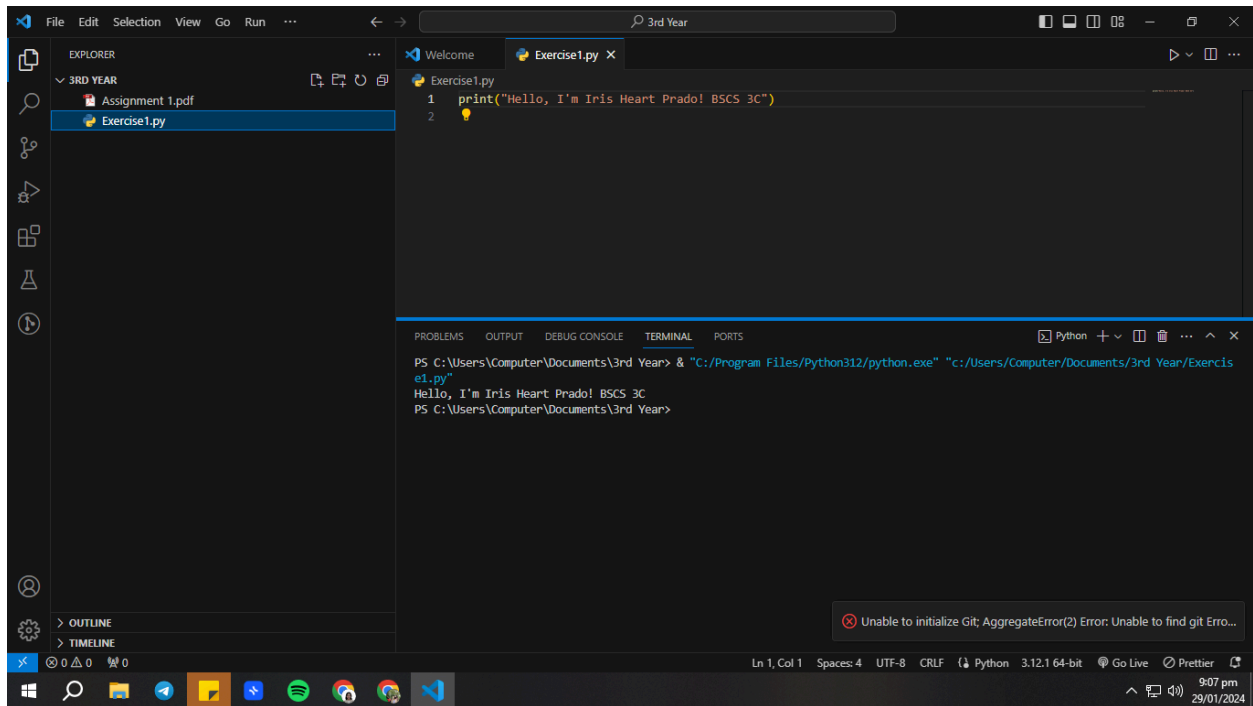 File Edit Selection View Go Run ··· ← → 3rd Year
EXPLORER ···
3RD YEAR
Assignment 1.pdf
Exercise1.py
OUTLINE
TIMELINE
Welcome Exercise1.py
Exercise1.py
1 print("Hello, I'm Iris Heart Prado! BSCS 3C")
2
PROBLEMS OUTPUT DEBUG CONSOLE TERMINAL PORTS Python
PS C:\Users\Computer\Documents\3rd Year> & "C:/Program Files/Python312/python.exe" "c:/Users/Computer/Documents/3rd Year/Exercis
e1.py"
Hello, I'm Iris Heart Prado! BSCS 3C
PS C:\Users\Computer\Documents\3rd Year>
Unable to initialize Git; AggregateError(2) Error: Unable to find git Erro...
0 0 0 Ln 1, Col 1 Spaces: 4 UTF-8 CRLF Python 3.12.1 64-bit Go Live Prettier
9:07 pm
29/01/2024